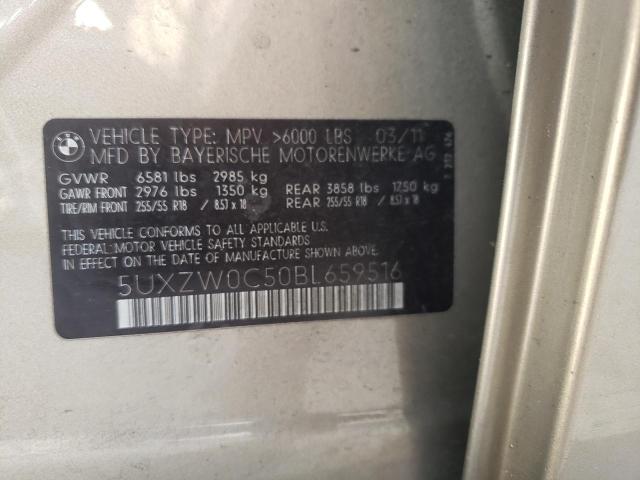 BMW
VEHICLE TYPE: MPV >6000 LBS 03/11
MFD BY BAYERISCHE MOTORENWERKE AG
GVWR 6581 lbs 2985 kg
GAWR FRONT 2976 lbs 1350 kg REAR 3858 lbs 1750 kg
TIRE/RIM FRONT 255/55 R18 / 8.5J x 18 REAR 255/55 R18 / 8.5J x 18
THIS VEHICLE CONFORMS TO ALL APPLICABLE U.S.
FEDERAL MOTOR VEHICLE SAFETY STANDARDS
IN EFFECT ON THE DATE OF MANUFACTURE SHOWN ABOVE.
5UXZW0C50BL659516